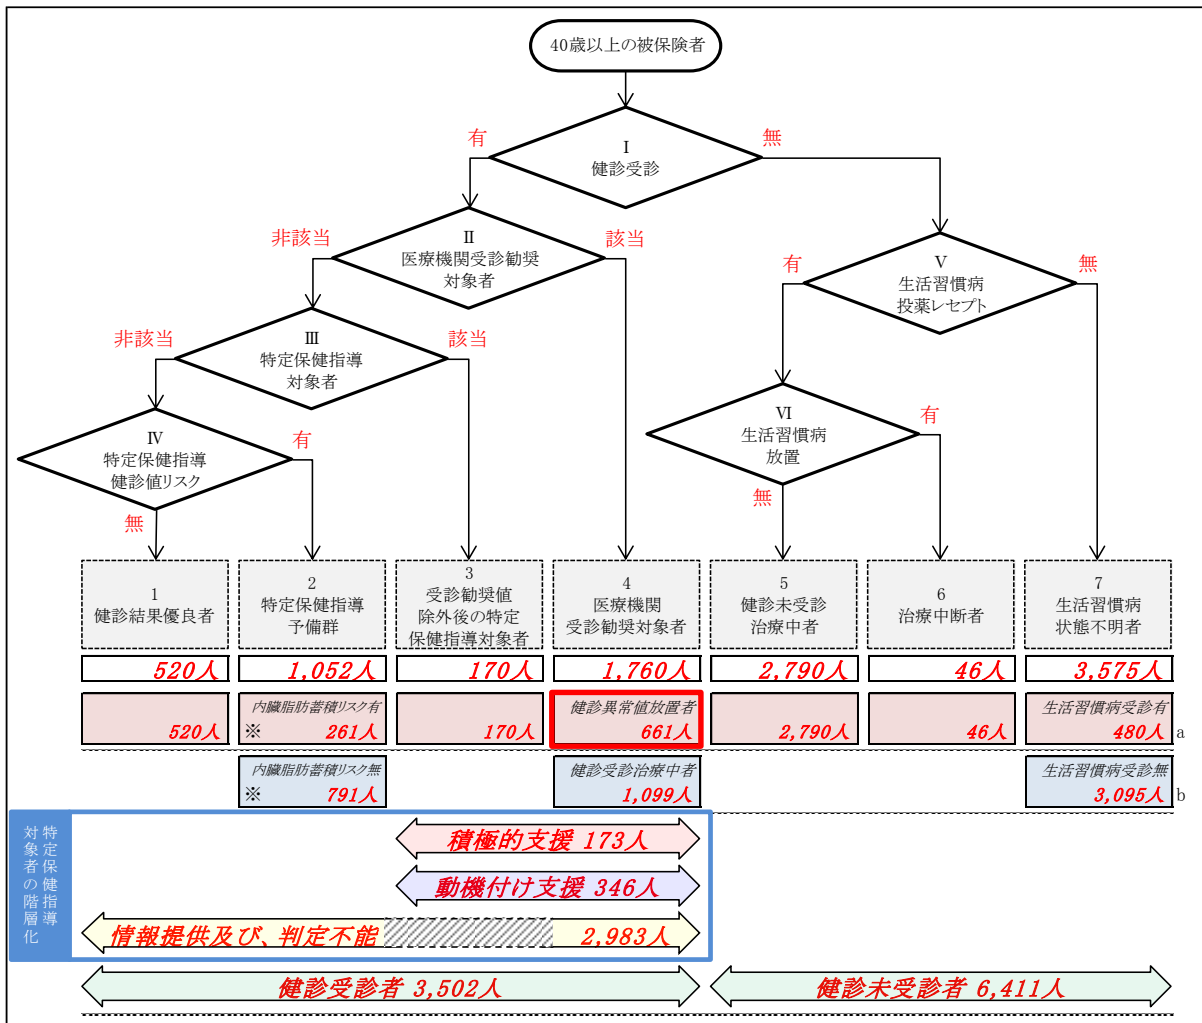 40歳以上の被保険者
Ⅰ
健診受診
有
無
Ⅱ
医療機関受診勧奨
対象者
非該当
該当
Ⅴ
生活習慣病
投薬レセプト
有
無
Ⅲ
特定保健指導
対象者
非該当
該当
Ⅵ
生活習慣病
放置
有
無
Ⅳ
特定保健指導
健診値リスク
有
無
1
健診結果優良者
2
特定保健指導
予備群
3
受診勧奨値
除外後の特定
保健指導対象者
4
医療機関
受診勧奨対象者
5
健診未受診
治療中者
6
治療中断者
7
生活習慣病
状態不明者
520人
1,052人
170人
1,760人
2,790人
46人
3,575人
520人
内臓脂肪蓄積リスク有
※ 261人
170人
健診異常値放置者
661人
2,790人
46人
生活習慣病受診有
480人
a
内臓脂肪蓄積リスク無
※ 791人
健診受診治療中者
1,099人
生活習慣病受診無
3,095人
b
特定保健指導
対象者の階層化
積極的支援 173人
動機付け支援 346人
情報提供及び、判定不能 2,983人
健診受診者 3,502人
健診未受診者 6,411人